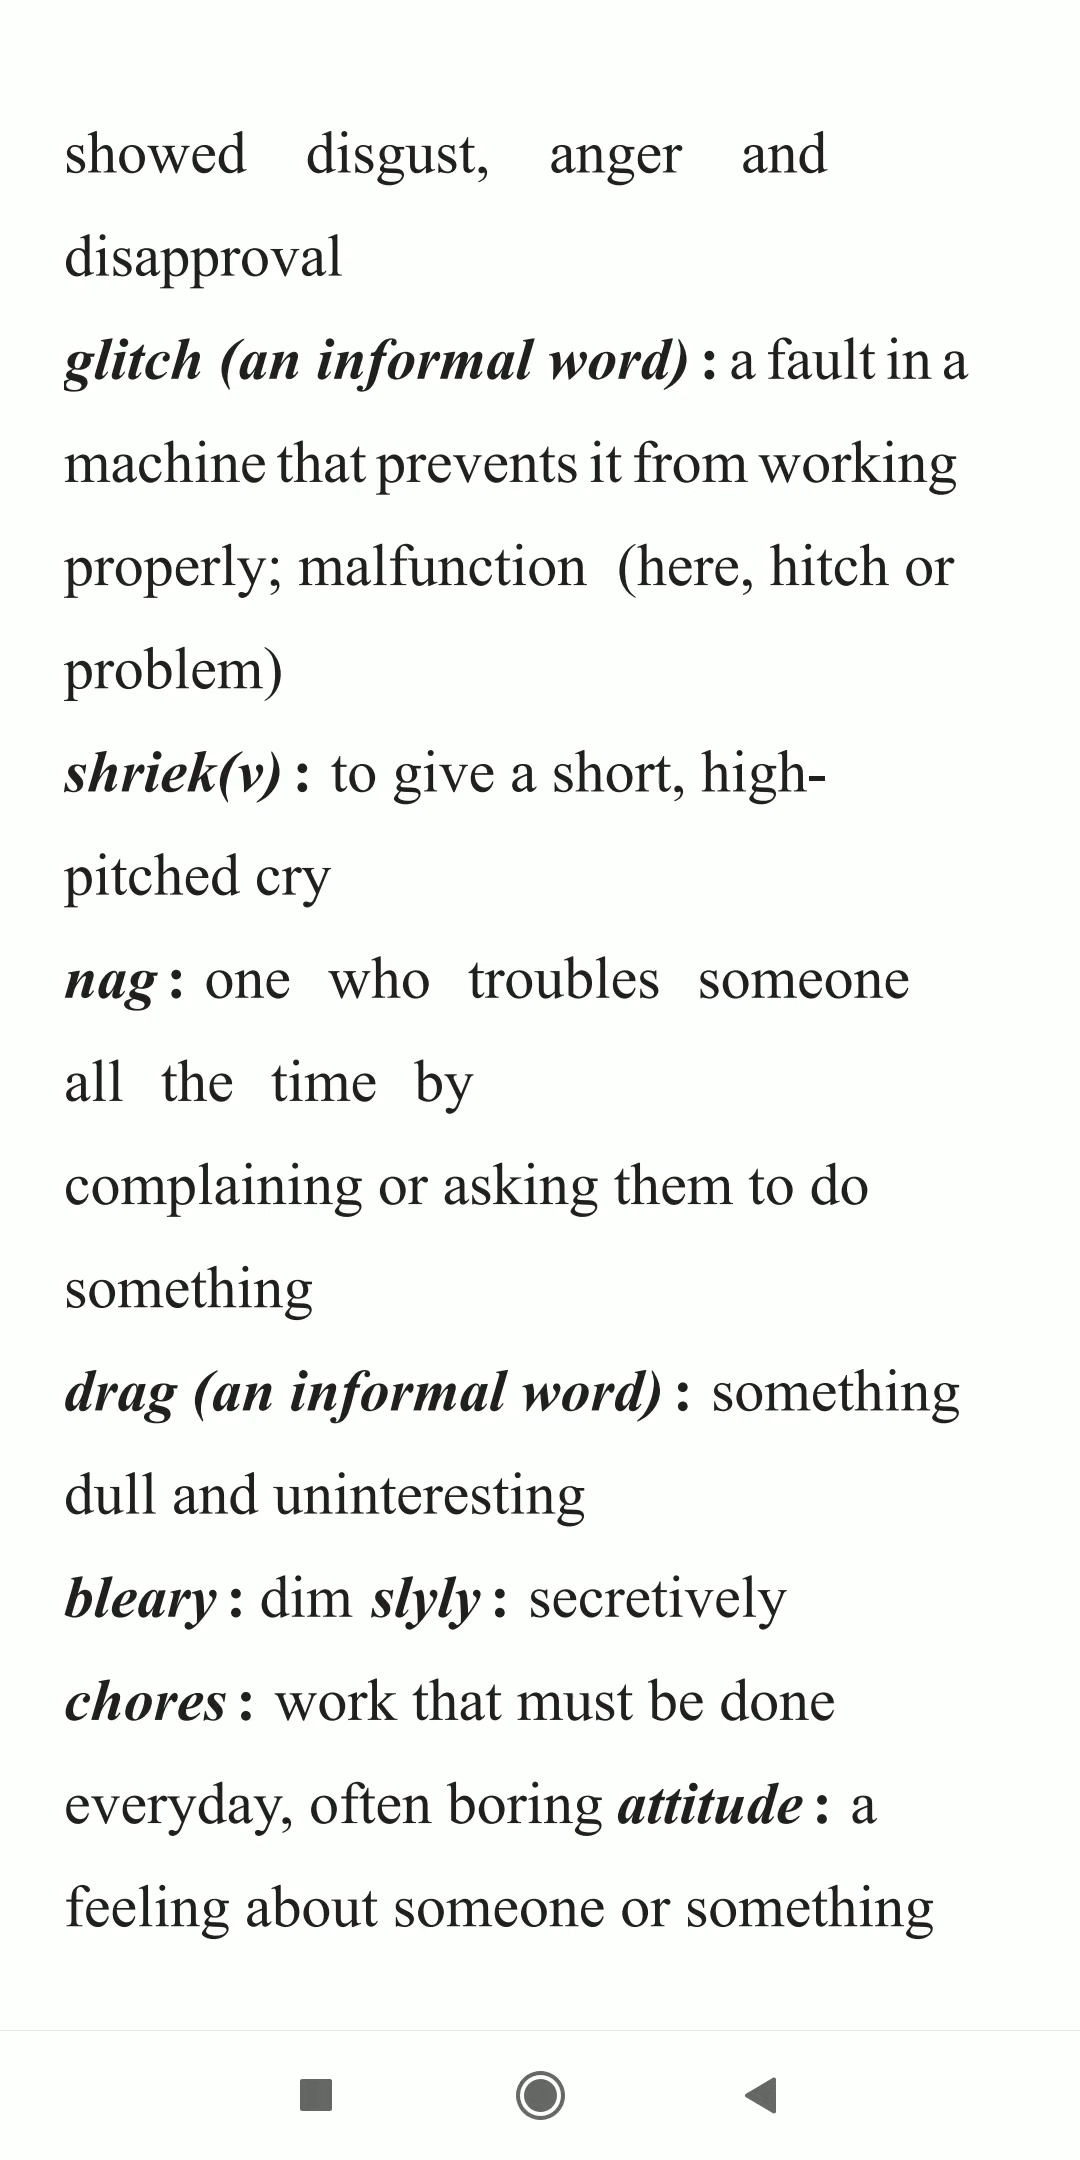 showed disgust, anger and
disapproval
glitch (an informal word) : a fault in a
machine that prevents it from working
properly; malfunction (here, hitch or
problem)
shriek(v) : to give a short, high-
pitched cry
nag : one who troubles someone
all the time by
complaining or asking them to do
something
drag (an informal word) : something
dull and uninteresting
bleary : dim slyly : secretively
chores : work that must be done
everyday, often boring attitude : a
feeling about someone or something